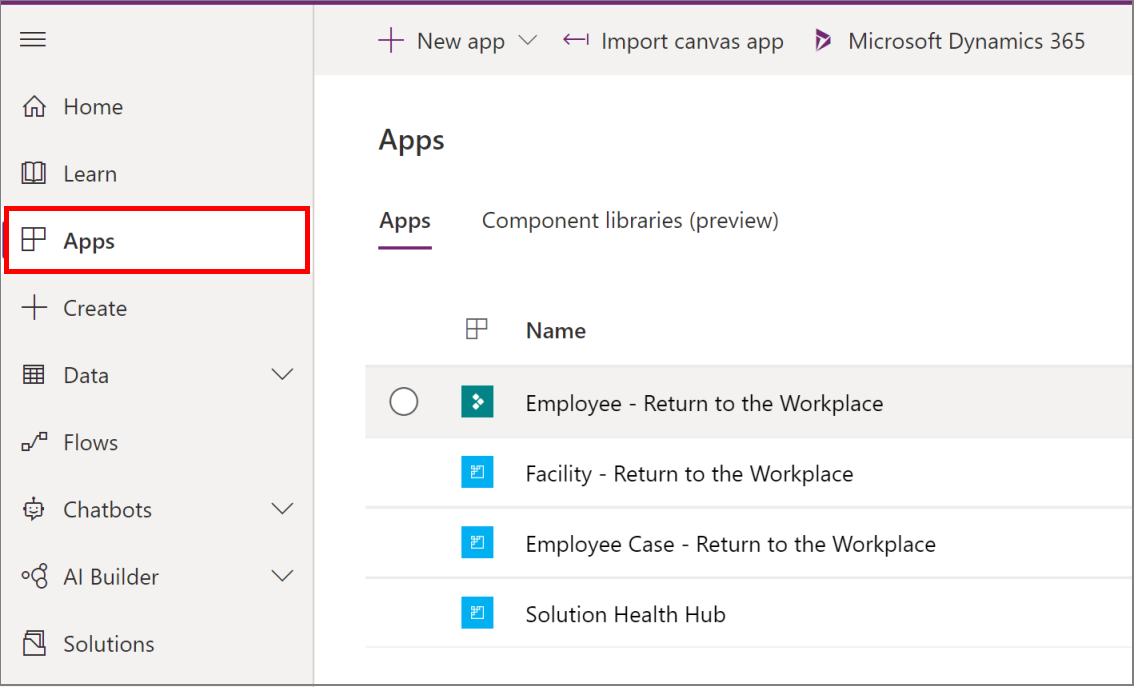 New app
Import canvas app
Microsoft Dynamics 365
Home
Learn
Apps
Create
Data
Flows
Chatbots
AI Builder
Solutions
Apps
Apps
Component libraries (preview)
Name
Employee - Return to the Workplace
Facility - Return to the Workplace
Employee Case - Return to the Workplace
Solution Health Hub